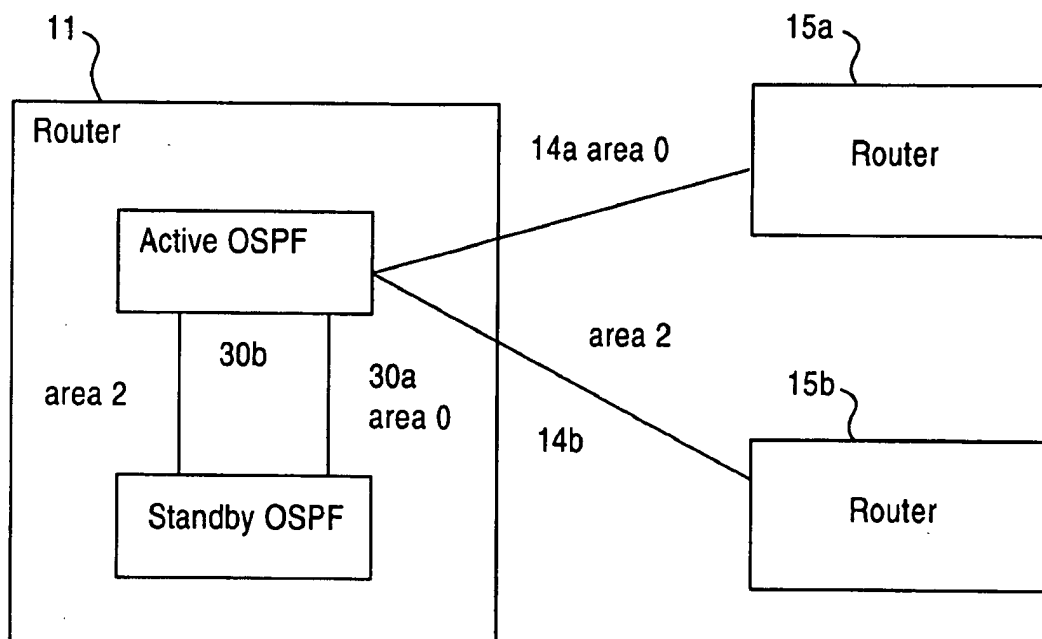 11
15a
Router
14a area 0
Router
Active OSPF
30b
area 2
30a
area 0
area 2
14b
15b
Standby OSPF
Router